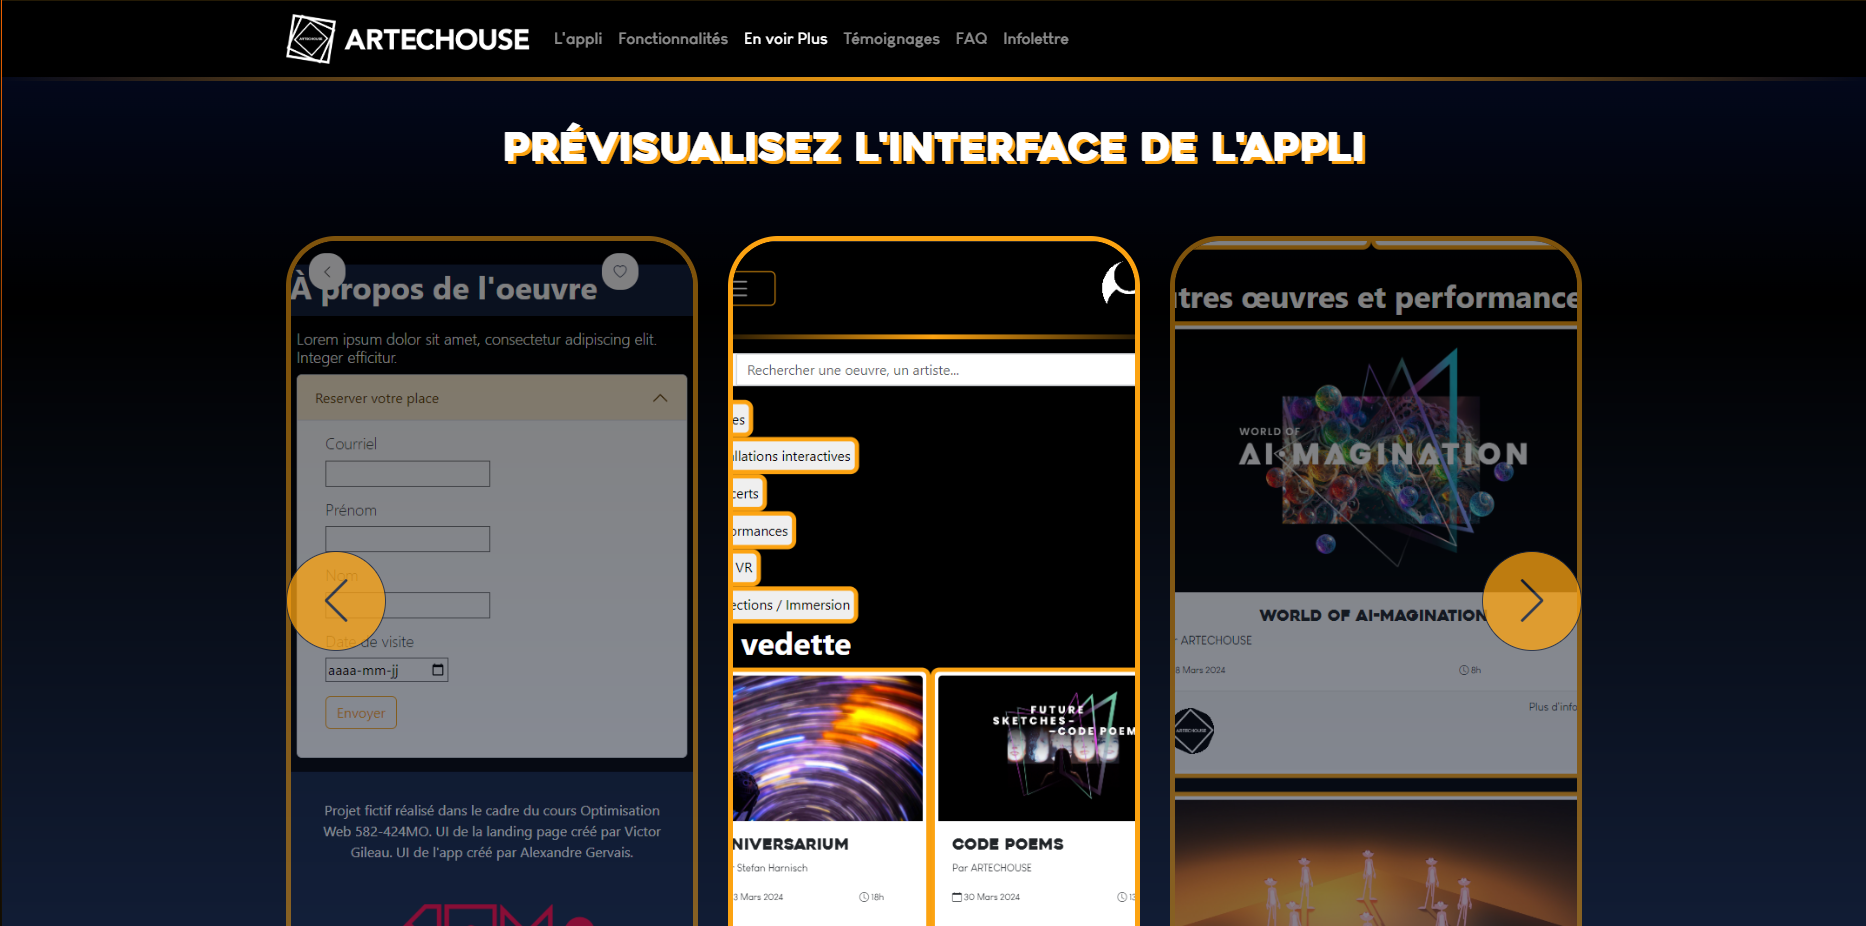 ARTECHOUSE
L'appli Fonctionnalités En voir Plus Témoignages FAQ Infolettre
PRÉVISUALISEZ L'INTERFACE DE L'APPLI
À propos de l'oeuvre
Lorem ipsum dolor sit amet, consectetur adipiscing elit.
Integer efficitur.
Reserver votre place
Courriel
Prénom
Nom
Date de visite
aaaa-mm-jj
Envoyer
Projet fictif réalisé dans le cadre du cours Optimisation
Web 582-424MO. UI de la landing page créé par Victor
Gileau. UI de l'app créé par Alexandre Gervais.
Rechercher une oeuvre, un artiste...
es
allations interactives
certs
ormances
VR
ections / Immersion
vedette
NIVERSARIUM
r Stefan Harnisch
3 Mars 2024 18h
FUTURE
SKETCHES-
-CODE POEM
CODE POEMS
Par ARTECHOUSE
30 Mars 2024 13
utres œuvres et performance
WORLD OF
AI·MAGINATION
WORLD OF AI-MAGINATION
r ARTECHOUSE
8 Mars 2024 8h
Plus d'info
ARTECHOUSE